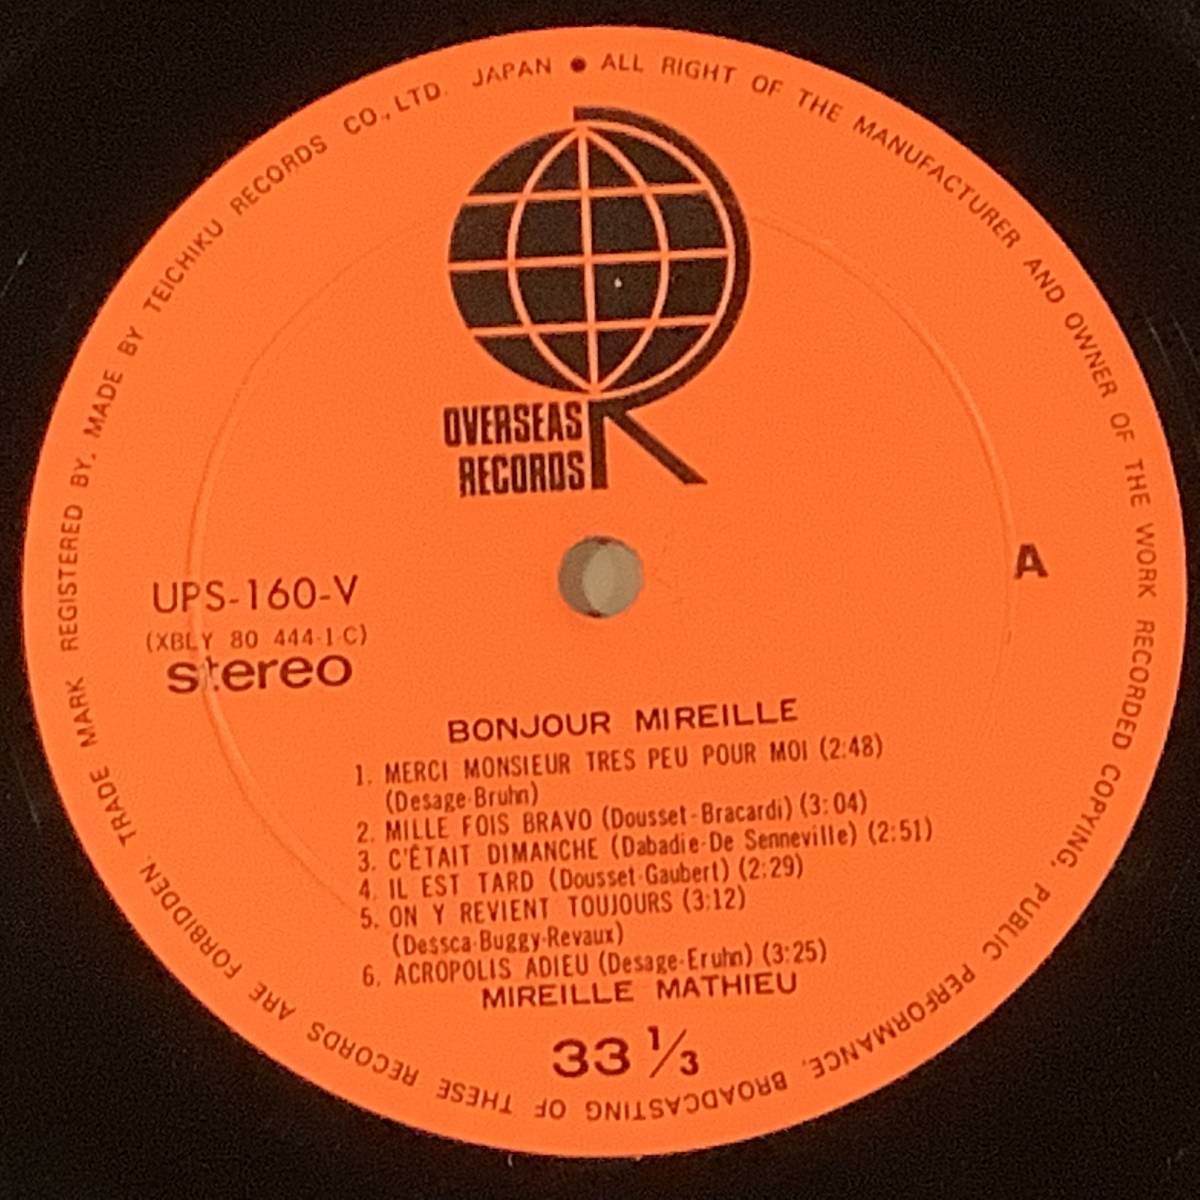 TRADE MARK REGISTERED BY. MADE BY TEICHIKU RECORDS CO., LTD. JAPAN ● ALL RIGHT OF THE MANUFACTURER AND OWNER OF THE WORK RECORDED COPYING, PUBLIC PERFORMANCE, BROADCASTING OF THESE RECORDS ARE FORBIDDEN.
R
OVERSEAS
RECORDS
A
UPS-160-V
(XBLY 80 444-1-C)
stereo
BONJOUR MIREILLE
1. MERCI MONSIEUR TRES PEU POUR MOI (2:48)
(Desage-Bruhn)
2. MILLE FOIS BRAVO (Dousset-Bracardi) (3:04)
3. C'ÉTAIT DIMANCHE (Dabadie-De Senneville) (2:51)
4. IL EST TARD (Dousset-Gaubert) (2:29)
5. ON Y REVIENT TOUJOURS (3:12)
(Dessca-Buggy-Revaux)
6. ACROPOLIS ADIEU (Desage-Eruhn) (3:25)
MIREILLE MATHIEU
33 1/3